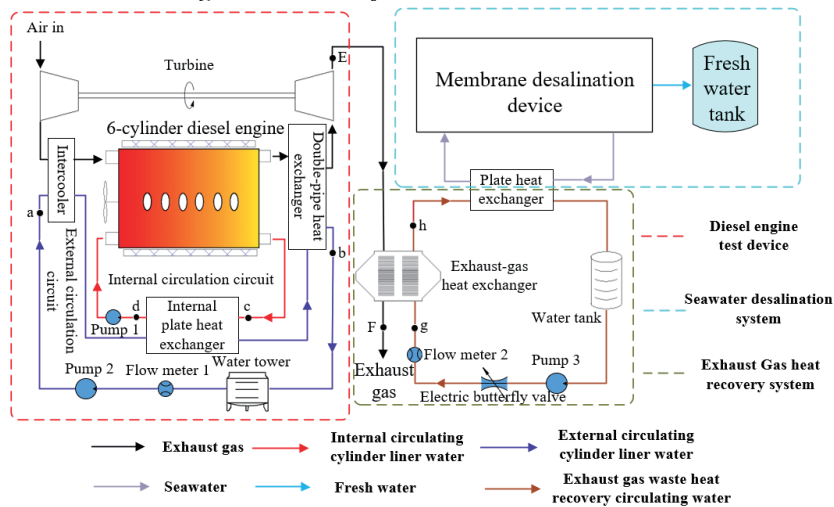 Air in
Turbine
E
6-cylinder diesel engine
Intercooler
Double-pipe heat
exchanger
a
b
External circulation
circuit
Internal circulation circuit
d
c
Pump 1
Internal
plate heat
exchanger
Pump 2
Flow meter 1
Water tower
Membrane desalination
device
Fresh
water
tank
Plate heat
exchanger
h
Exhaust-gas
heat exchanger
Water tank
F
g
Flow meter 2
Pump 3
Exhaust
gas
Electric butterfly valve
Diesel engine
test device
Seawater desalination
system
Exhaust Gas heat
recovery system
Exhaust gas
Internal circulating
cylinder liner water
External circulating
cylinder liner water
Seawater
Fresh water
Exhaust gas waste heat
recovery circulating water